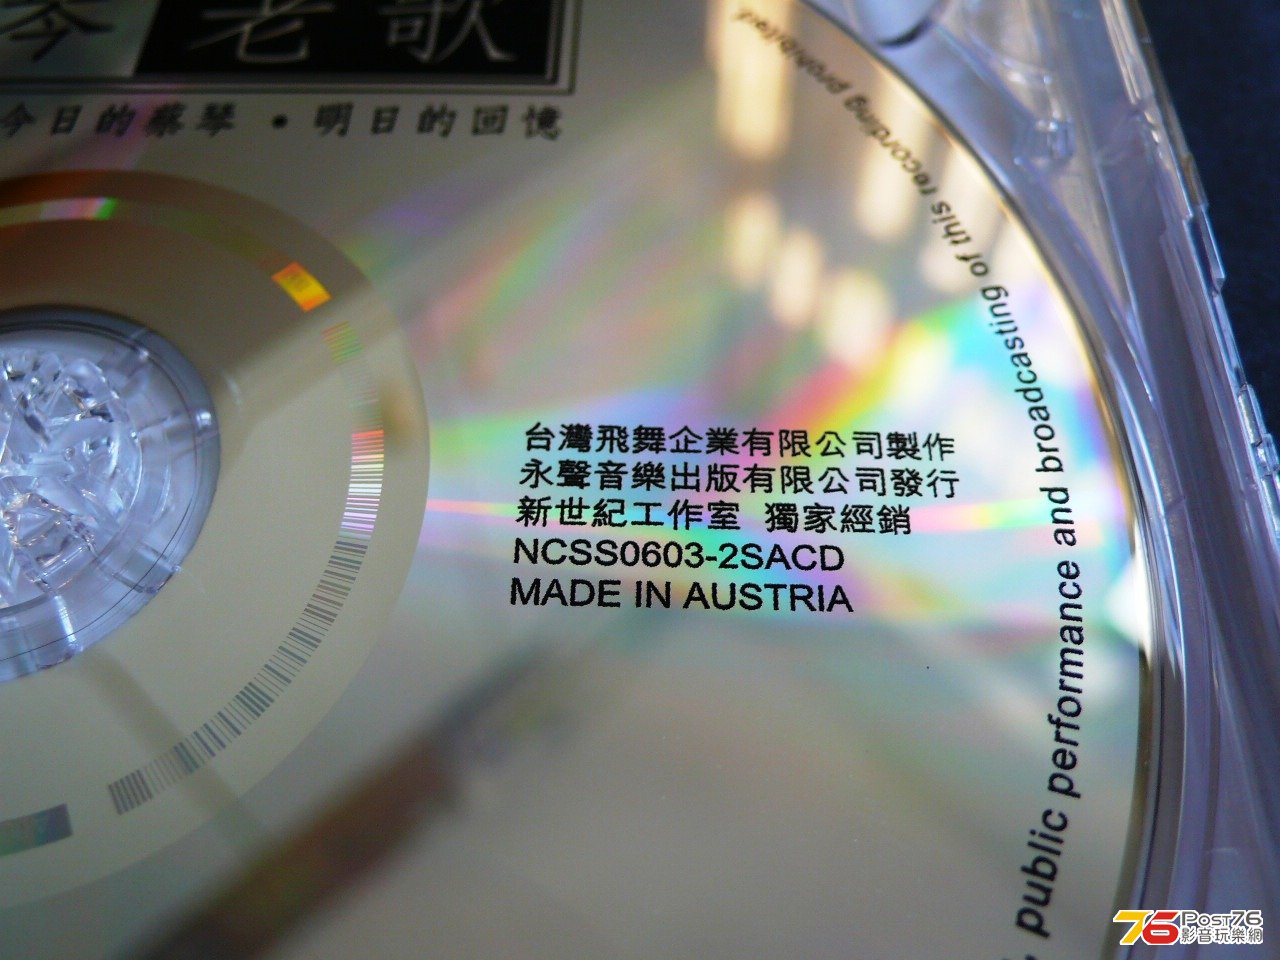 琴 老歌
今日的蔡琴・明日的回憶
台灣飛舞企業有限公司製作
永聲音樂出版有限公司發行
新世紀工作室 獨家經銷
NCSS0603-2SACD
MADE IN AUSTRIA
public performance and broadcasting of this recording prohibited
76 POST76
影音玩樂網